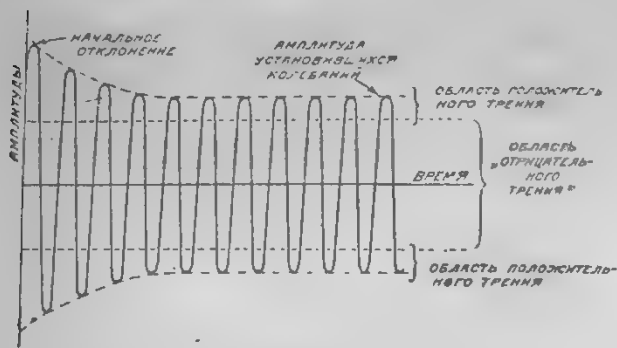 АМПЛИТУДЫ
НАЧАЛЬНОЕ
ОТКЛОНЕНИЕ
АМПЛИТУДА
УСТАНОВИВШИХСЯ
КОЛЕБАНИЙ
ОБЛАСТЬ ПОЛОЖИТЕЛЬ
НОГО ТРЕНИЯ
ВРЕМЯ
ОБЛАСТЬ
„ОТРИЦАТЕЛЬ-
НОГО
ТРЕНИЯ"
ОБЛАСТЬ ПОЛОЖИТЕЛЬ-
НОГО ТРЕНИЯ